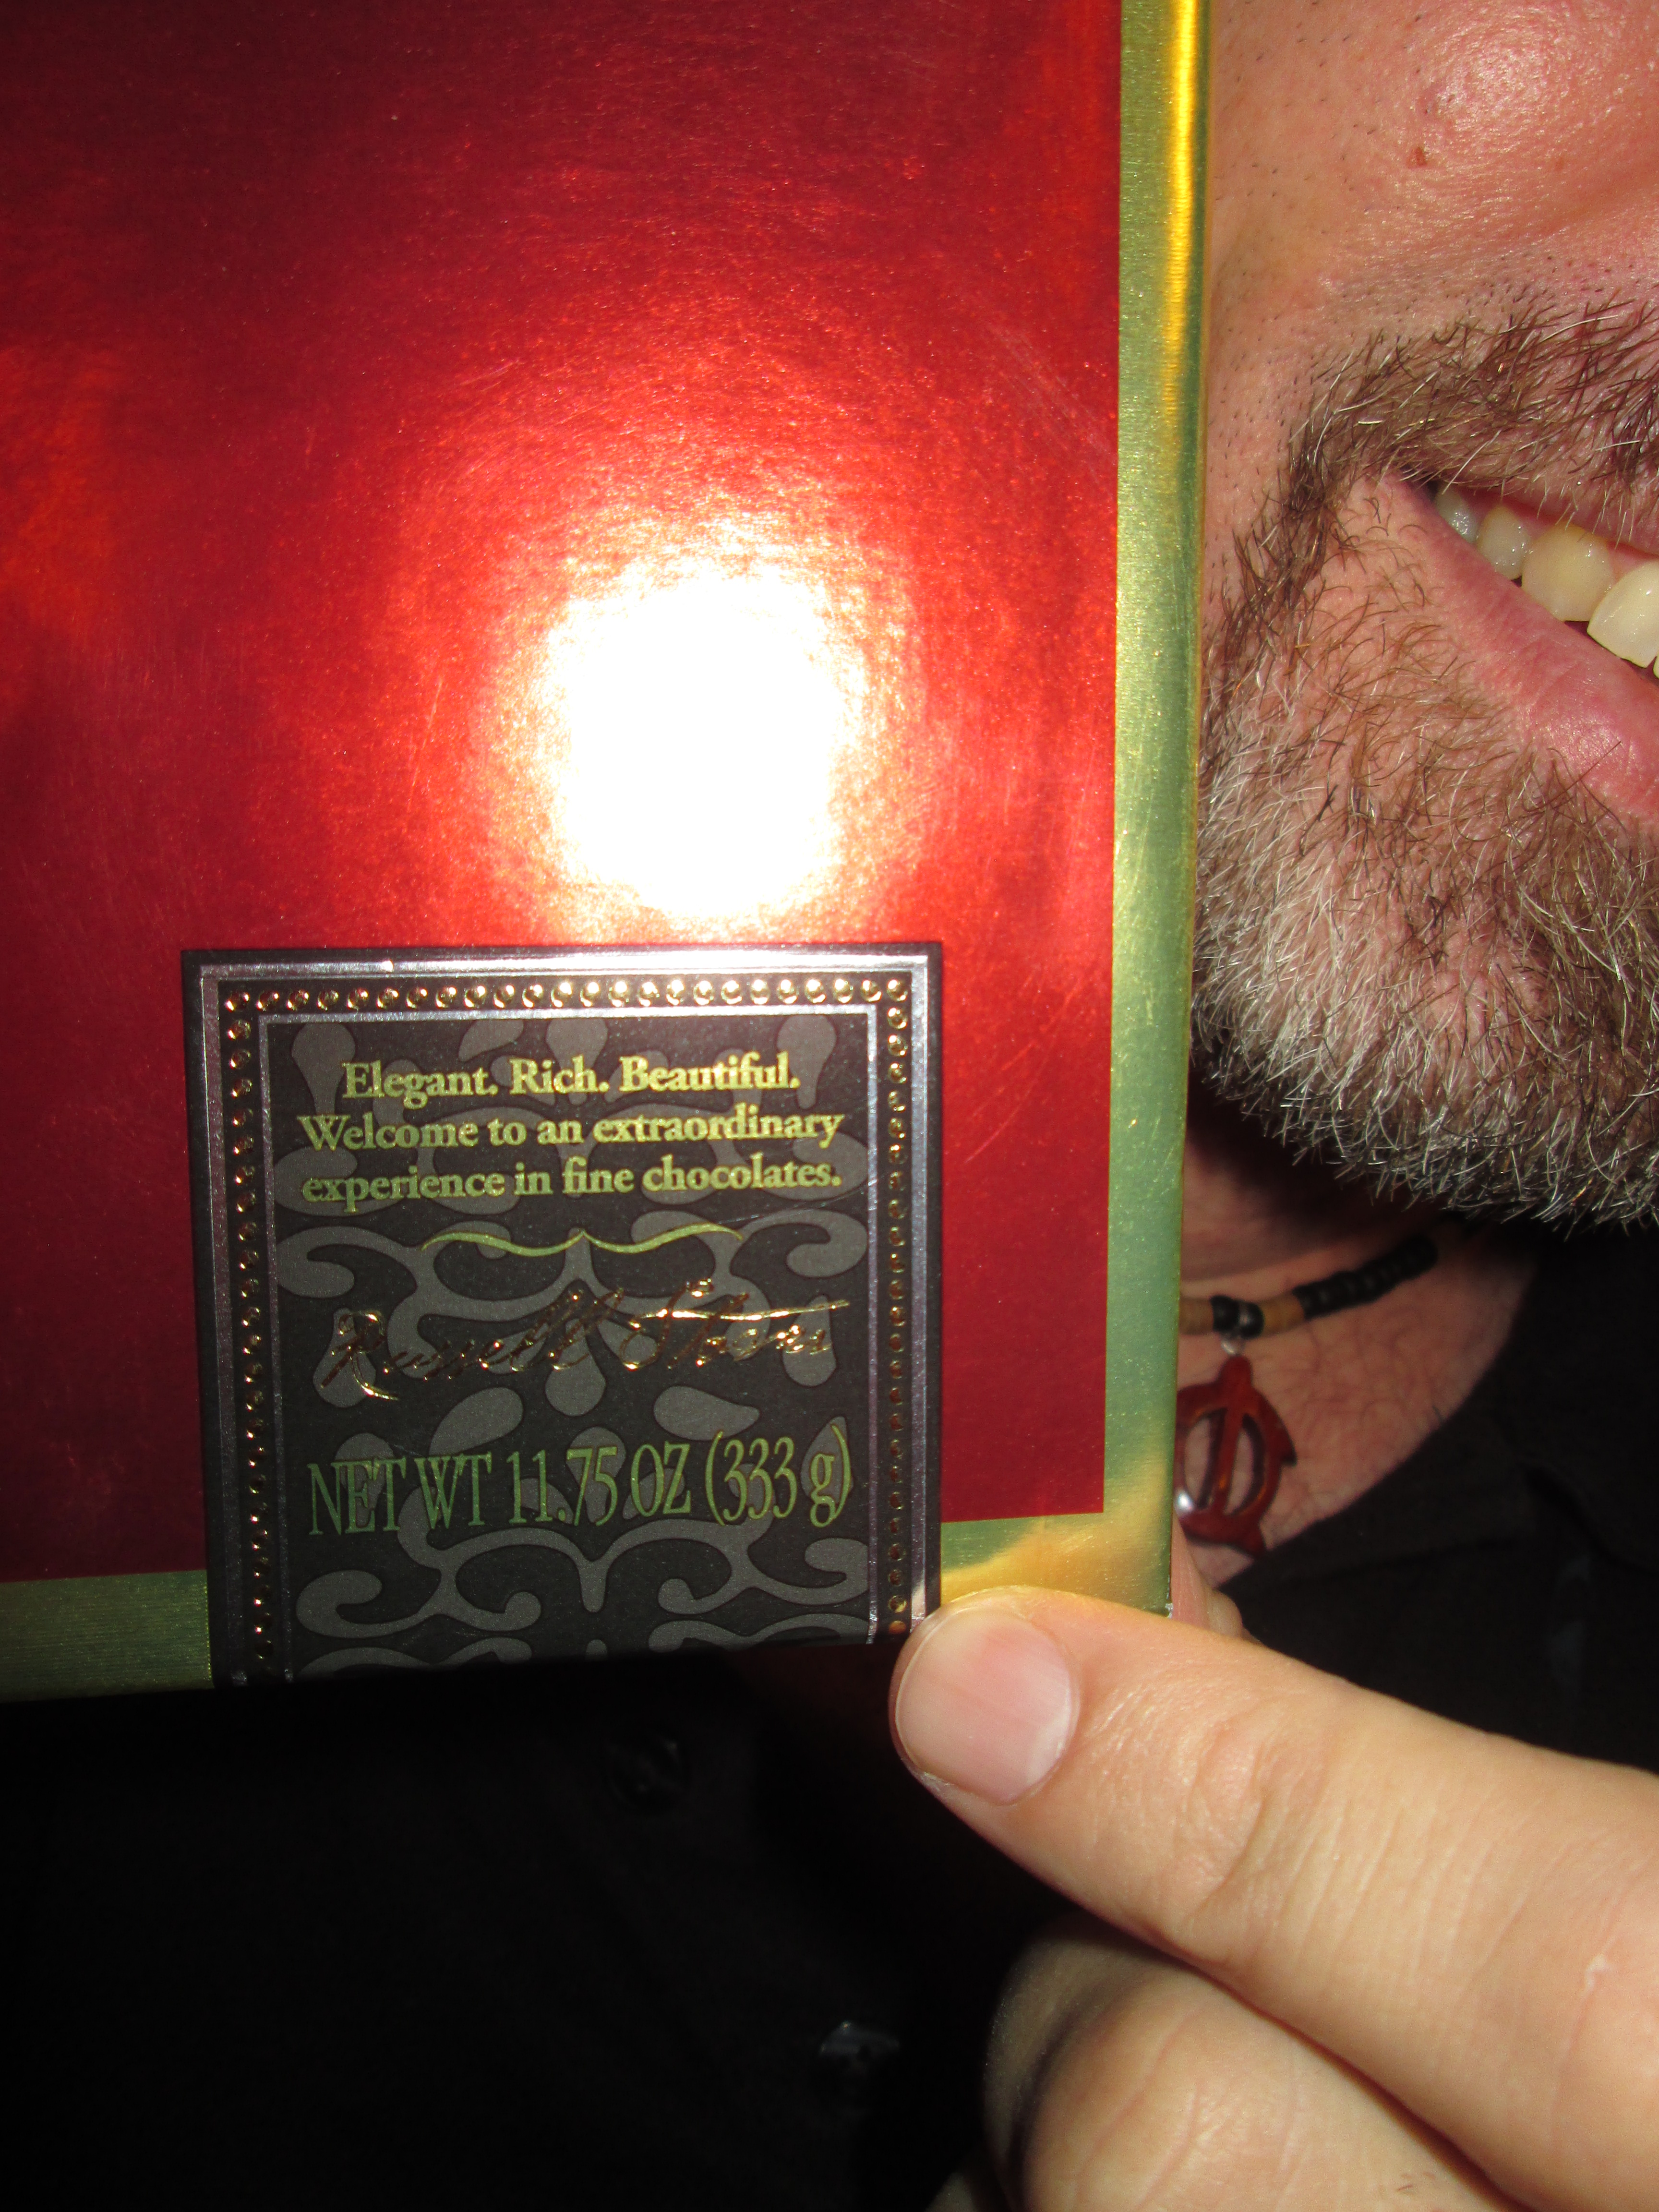 Elegant. Rich. Beautiful.
Welcome to an extraordinary
experience in fine chocolates.
Russell Stover
NET WT 11.75 OZ (333 g)